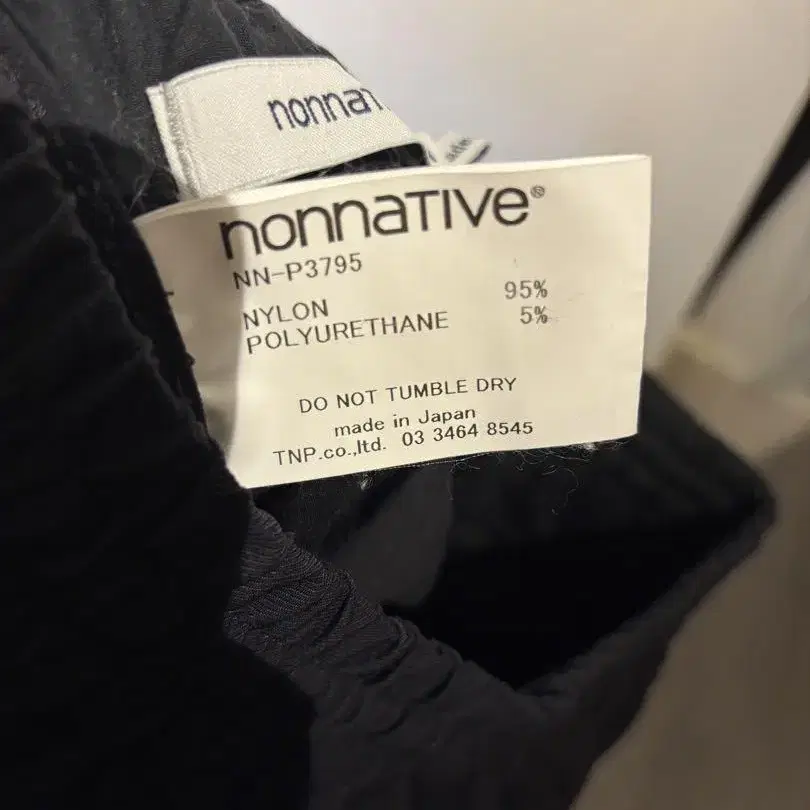 nonnaTIVe®
NN-P3795
NYLON 95%
POLYURETHANE 5%
DO NOT TUMBLE DRY
made in Japan
TNP.co.,ltd. 03 3464 8545